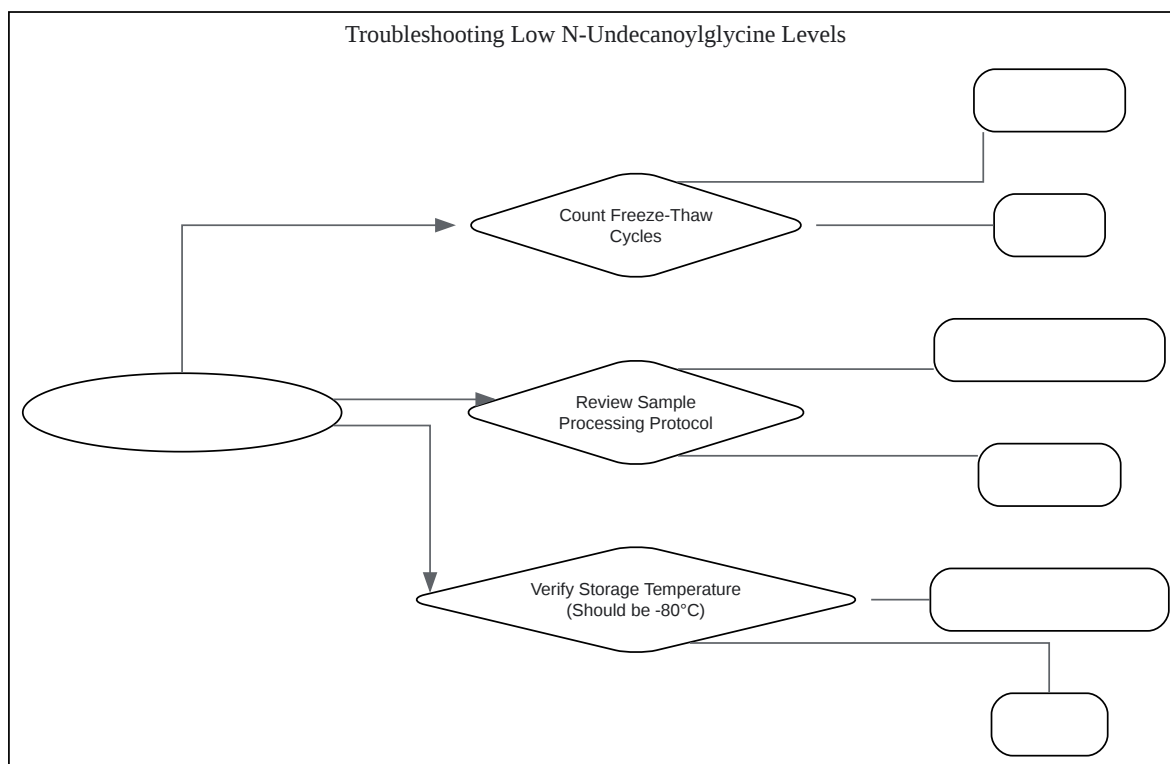 Troubleshooting Low N-Undecanoylglycine Levels
Count Freeze-Thaw
Cycles
Review Sample
Processing Protocol
Verify Storage Temperature
(Should be -80°C)